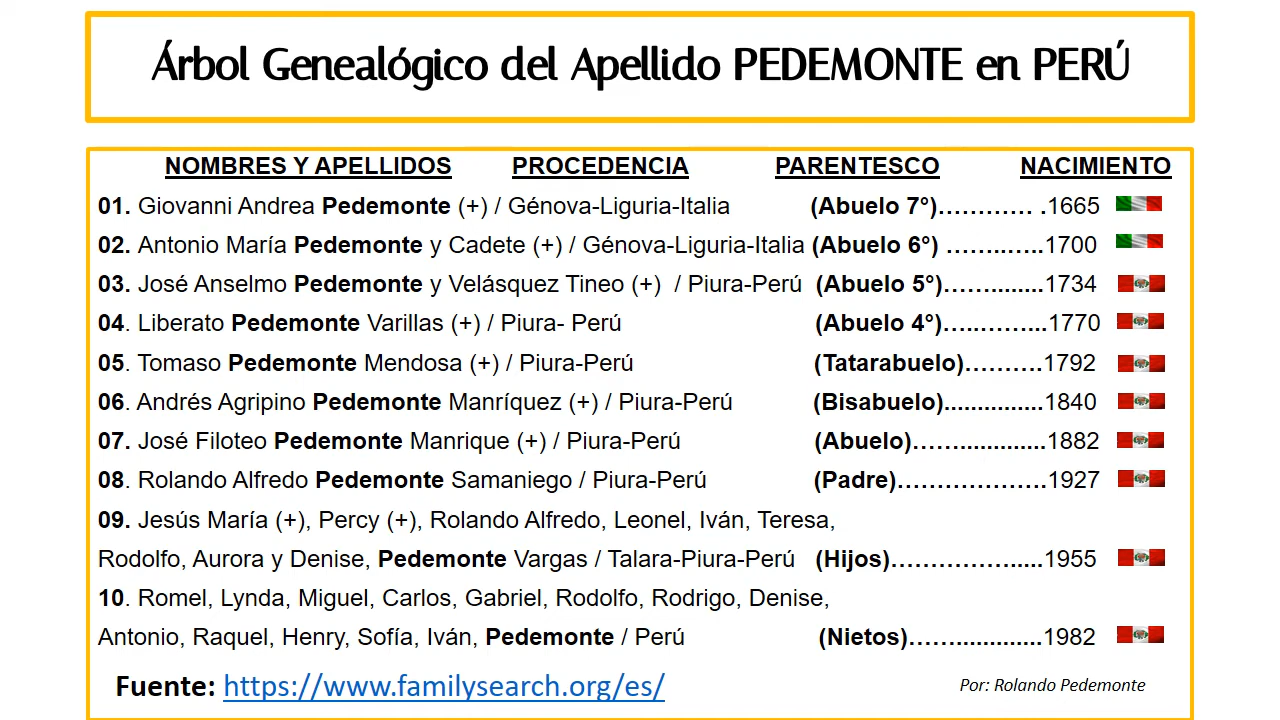 Árbol Genealógico del Apellido PEDEMONTE en PERÚ
NOMBRES Y APELLIDOS PROCEDENCIA PARENTESCO NACIMIENTO
01. Giovanni Andrea Pedemonte (+) / Génova-Liguria-Italia (Abuelo 7°)………… .1665
02. Antonio María Pedemonte y Cadete (+) / Génova-Liguria-Italia (Abuelo 6°) ……..…..1700
03. José Anselmo Pedemonte y Velásquez Tineo (+) / Piura-Perú (Abuelo 5°)……........1734
04. Liberato Pedemonte Varillas (+) / Piura- Perú (Abuelo 4°)…..……...1770
05. Tomaso Pedemonte Mendosa (+) / Piura-Perú (Tatarabuelo)……….1792
06. Andrés Agripino Pedemonte Manríquez (+) / Piura-Perú (Bisabuelo)...............1840
07. José Filoteo Pedemonte Manrique (+) / Piura-Perú (Abuelo)…….............1882
08. Rolando Alfredo Pedemonte Samaniego / Piura-Perú (Padre)……………….1927
09. Jesús María (+), Percy (+), Rolando Alfredo, Leonel, Iván, Teresa,
Rodolfo, Aurora y Denise, Pedemonte Vargas / Talara-Piura-Perú (Hijos)…………….....1955
10. Romel, Lynda, Miguel, Carlos, Gabriel, Rodolfo, Rodrigo, Denise,
Antonio, Raquel, Henry, Sofía, Iván, Pedemonte / Perú (Nietos)…….............1982
Fuente: https://www.familysearch.org/es/
Por: Rolando Pedemonte